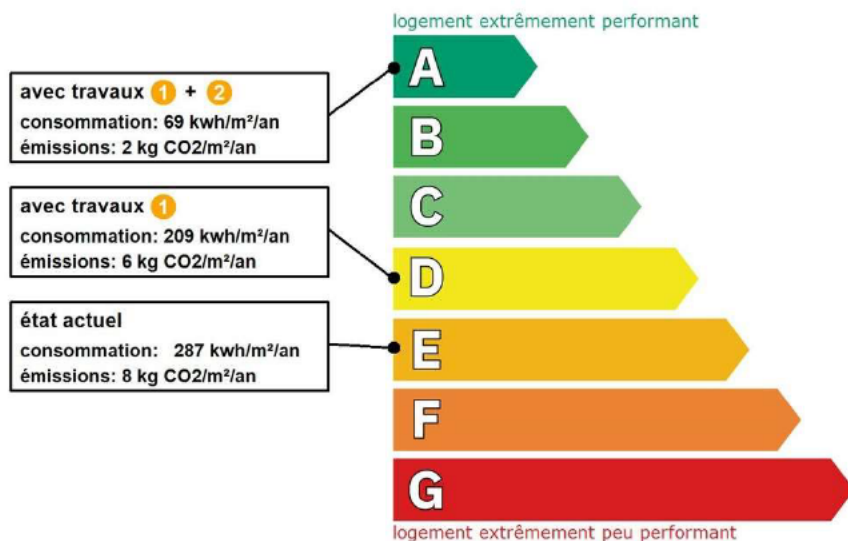 logement extrêmement performant
avec travaux 1 + 2
consommation: 69 kwh/m²/an
émissions: 2 kg CO2/m²/an
avec travaux 1
consommation: 209 kwh/m²/an
émissions: 6 kg CO2/m²/an
état actuel
consommation: 287 kwh/m²/an
émissions: 8 kg CO2/m²/an
A
B
C
D
E
F
G
logement extrêmement peu performant